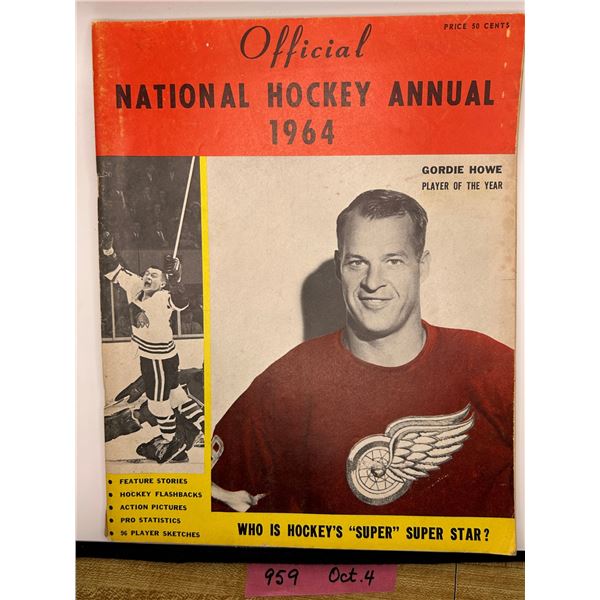 PRICE 50 CENTS
Official
NATIONAL HOCKEY ANNUAL
1964
GORDIE HOWE
PLAYER OF THE YEAR
• FEATURE STORIES
• HOCKEY FLASHBACKS
• ACTION PICTURES
• PRO STATISTICS
• 96 PLAYER SKETCHES
WHO IS HOCKEY'S "SUPER" SUPER STAR?
959 Oct. 4